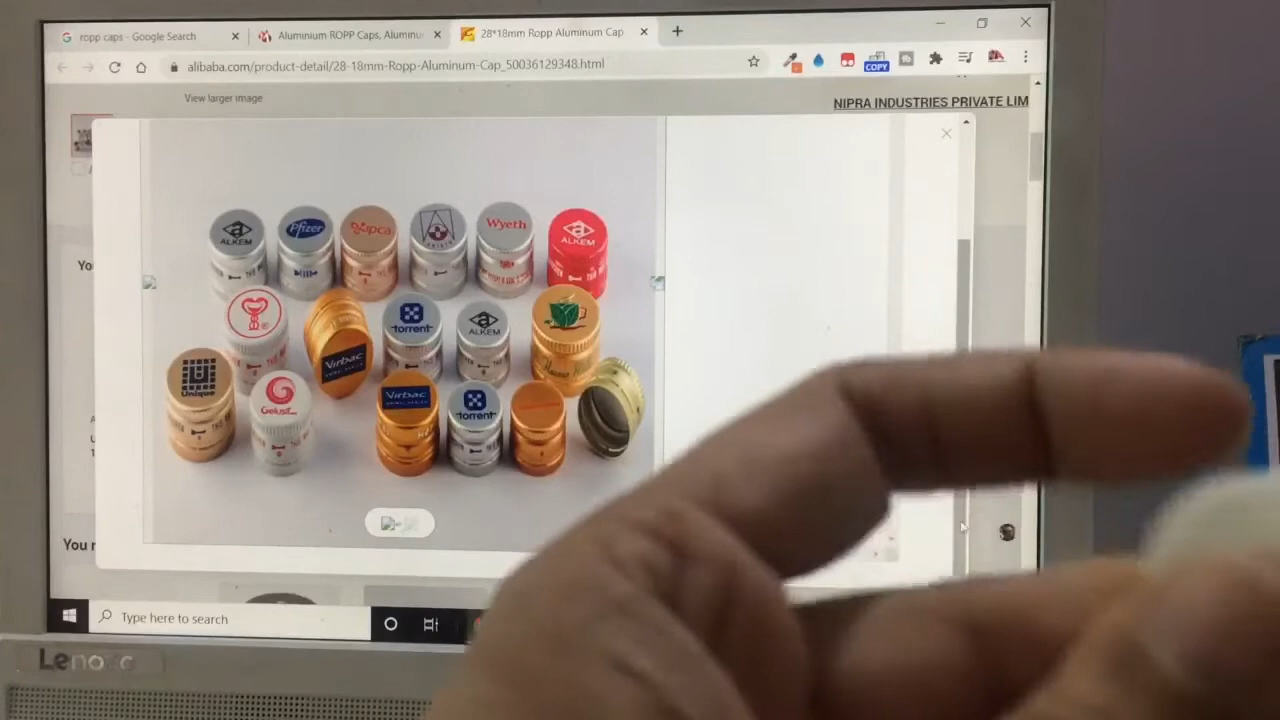 ropp caps - Google Search
Aluminium ROPP Caps, Aluminu
28*18mm Ropp Aluminum Cap
alibaba.com/product-detail/28-18mm-Ropp-Aluminum-Cap_50036129348.html
COPY
View larger image
NIPRA INDUSTRIES PRIVATE LIM
ALKEM
Pfizer
ipca
Wyeth
ALKEM
Yo
torrent
ALKEM
Virbac
Unique
Gelusil
Virbac
torrent
You r
Type here to search
Lenovo